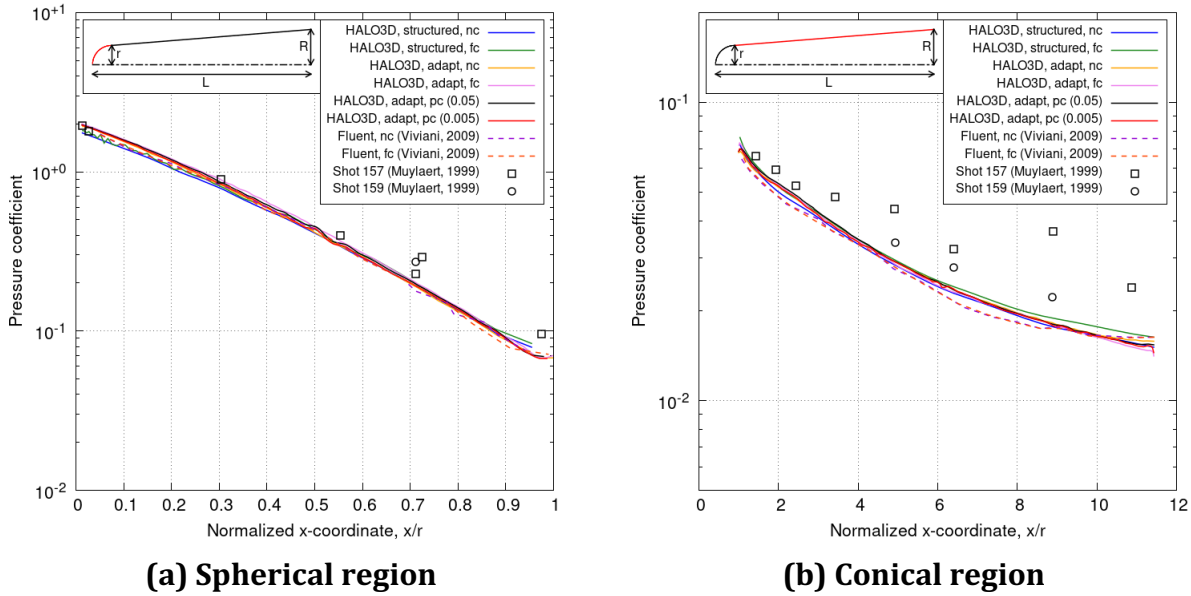 HALO3D, structured, nc
HALO3D, structured, fc
HALO3D, adapt, nc
HALO3D, adapt, fc
HALO3D, adapt, pc (0.05)
HALO3D, adapt, pc (0.005)
Fluent, nc (Viviani, 2009)
Fluent, fc (Viviani, 2009)
Shot 157 (Muylaert, 1999)
Shot 159 (Muylaert, 1999)
r
R
L
Pressure coefficient
10+1
10+0
10-1
10-2
0 0.1 0.2 0.3 0.4 0.5 0.6 0.7 0.8 0.9 1
Normalized x-coordinate, x/r
(a) Spherical region
HALO3D, structured, nc
HALO3D, structured, fc
HALO3D, adapt, nc
HALO3D, adapt, fc
HALO3D, adapt, pc (0.05)
HALO3D, adapt, pc (0.005)
Fluent, nc (Viviani, 2009)
Fluent, fc (Viviani, 2009)
Shot 157 (Muylaert, 1999)
Shot 159 (Muylaert, 1999)
r
R
L
Pressure coefficient
10-1
10-2
0 2 4 6 8 10 12
Normalized x-coordinate, x/r
(b) Conical region